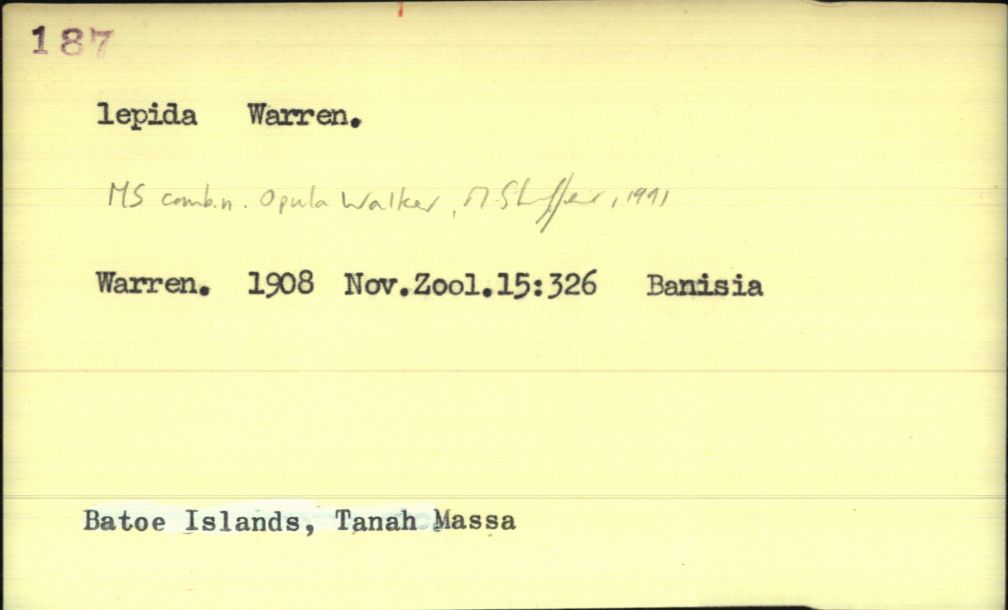 187
lepida Warren.
MS combn. Opula Walker, M Shaffer, 1991
Warren. 1908 Nov.Zool.15:326 Banisia
Batoe Islands, Tanah Massa